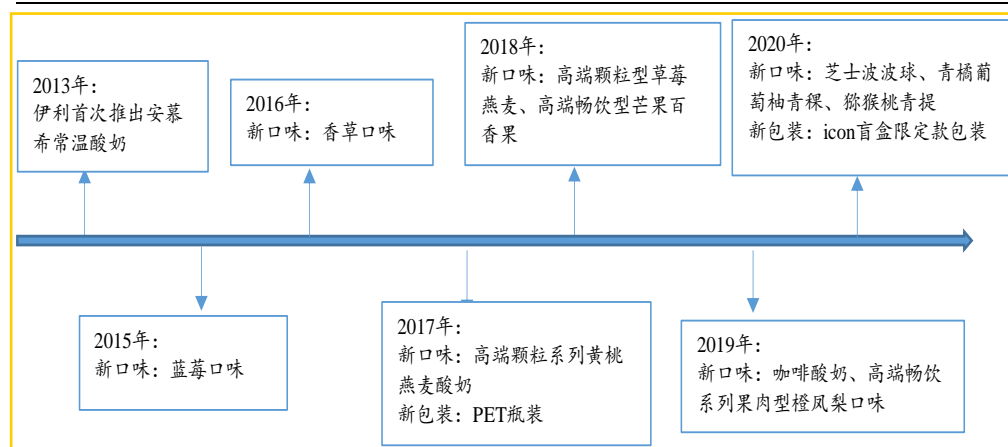 2013年：
伊利首次推出安慕
希常温酸奶
2016年：
新口味：香草口味
2018年：
新口味：高端颗粒型草莓
燕麦、高端畅饮型芒果百
香果
2020年：
新口味：芝士波波球、青橘葡
萄柚青稞、猕猴桃青提
新包装：icon盲盒限定款包装
2015年：
新口味：蓝莓口味
2017年：
新口味：高端颗粒系列黄桃
燕麦酸奶
新包装：PET瓶装
2019年：
新口味：咖啡酸奶、高端畅饮
系列果肉型橙凤梨口味